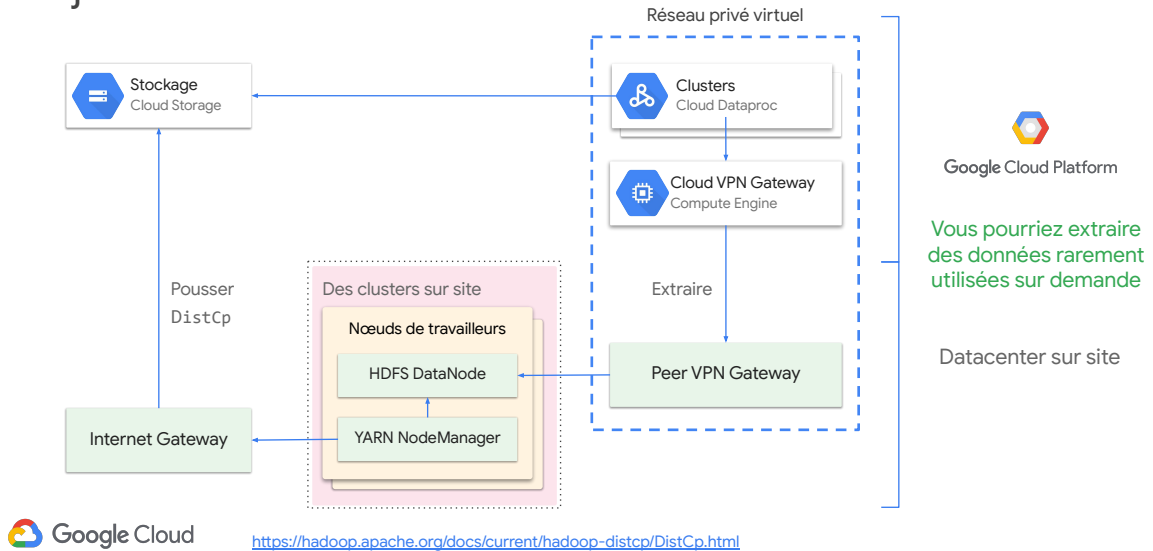 Réseau privé virtuel
Stockage
Cloud Storage
Clusters
Cloud Dataproc
Cloud VPN Gateway
Compute Engine
Google Cloud Platform
Vous pourriez extraire
des données rarement
utilisées sur demande
Pousser
DistCp
Des clusters sur site
Extraire
Nœuds de travailleurs
HDFS DataNode
Peer VPN Gateway
Datacenter sur site
Internet Gateway
YARN NodeManager
Google Cloud
https://hadoop.apache.org/docs/current/hadoop-distcp/DistCp.html